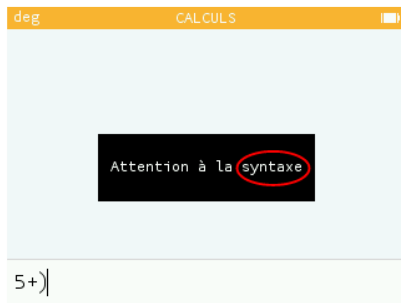 deg CALCULS
Attention à la syntaxe
5+)